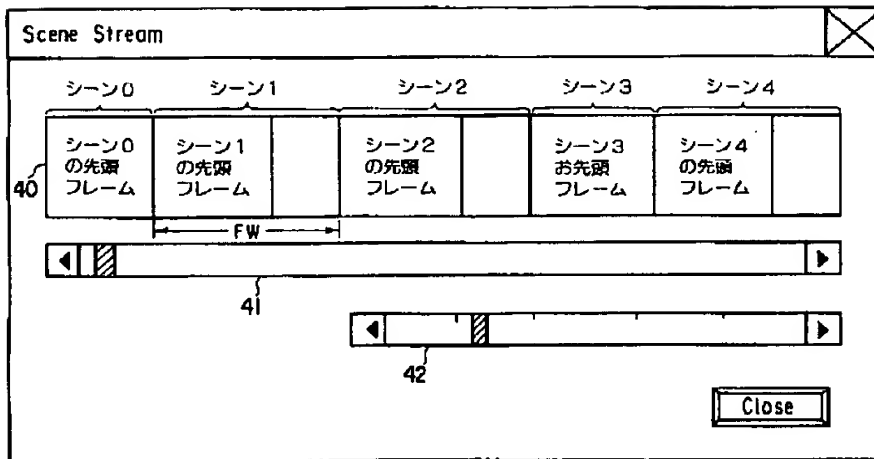 Scene Stream
シーン0 シーン1 シーン2 シーン3 シーン4
シーン0
の先頭
フレーム
シーン1
の先頭
フレーム
シーン2
の先頭
フレーム
シーン3
お先頭
フレーム
シーン4
の先頭
フレーム
40
FW
41
42
Close